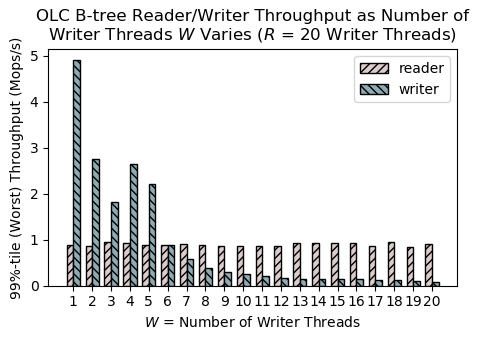 OLC B-tree Reader/Writer Throughput as Number of
Writer Threads W Varies (R = 20 Writer Threads)
99%-tile (Worst) Throughput (Mops/s)
5
4
3
2
1
0
reader
writer
1 2 3 4 5 6 7 8 9 10 11 12 13 14 15 16 17 18 19 20
W = Number of Writer Threads